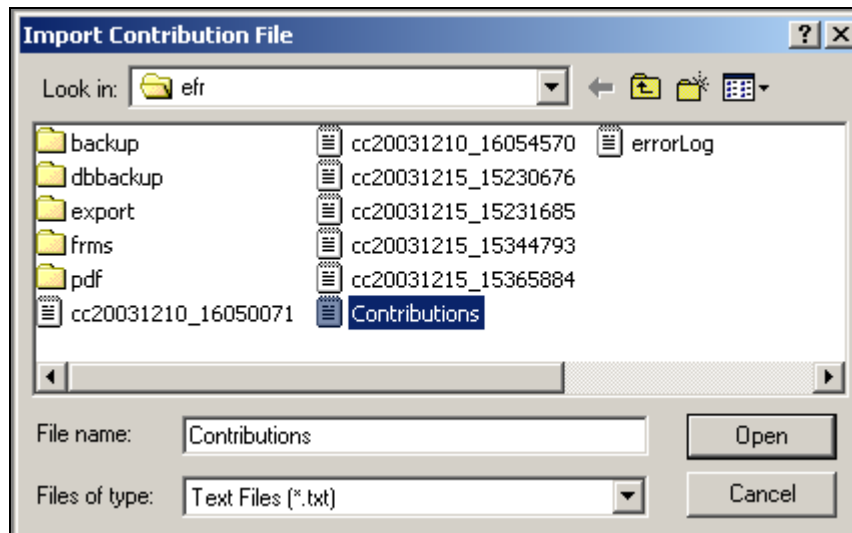 Import Contribution File
Look in: efr
backup cc20031210_16054570 errorLog
dbbackup cc20031215_15230676
export cc20031215_15231685
frms cc20031215_15344793
pdf cc20031215_15365884
cc20031210_16050071 Contributions
File name: Contributions Open
Files of type: Text Files (*.txt) Cancel